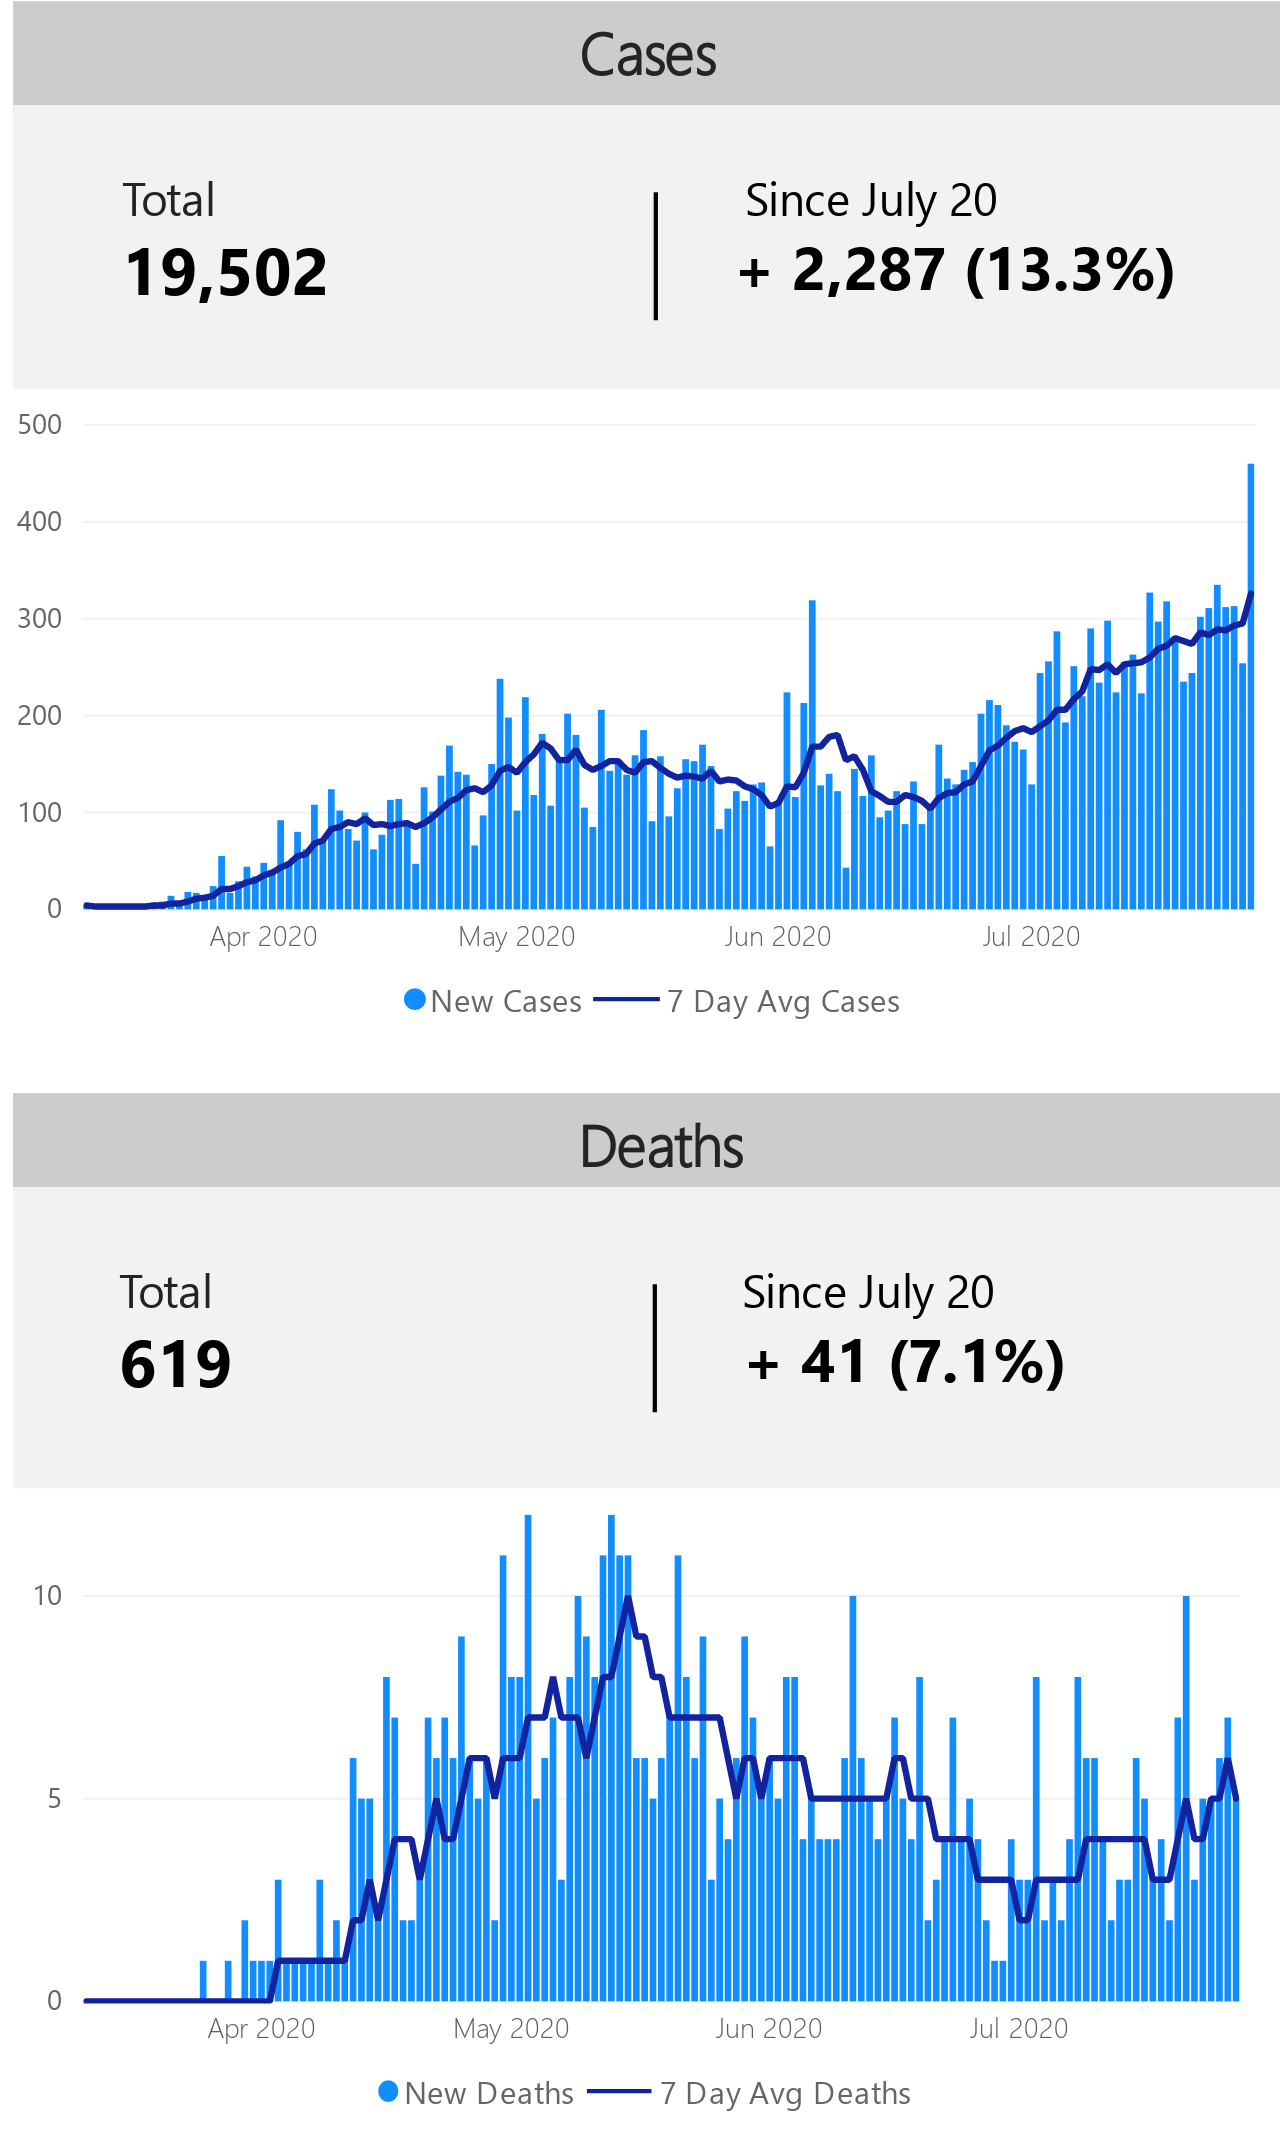 Cases
Total
Since July 20
19,502
+ 2,287 (13.3%)
500
400
300
200
100
0
Apr 2020
May 2020
Jun 2020
Jul 2020
New Cases
7 Day Avg Cases
Deaths
Total
Since July 20
619
+ 41 (7.1%)
10
5
0
Apr 2020
May 2020
Jun 2020
Jul 2020
New Deaths
7 Day Avg Deaths